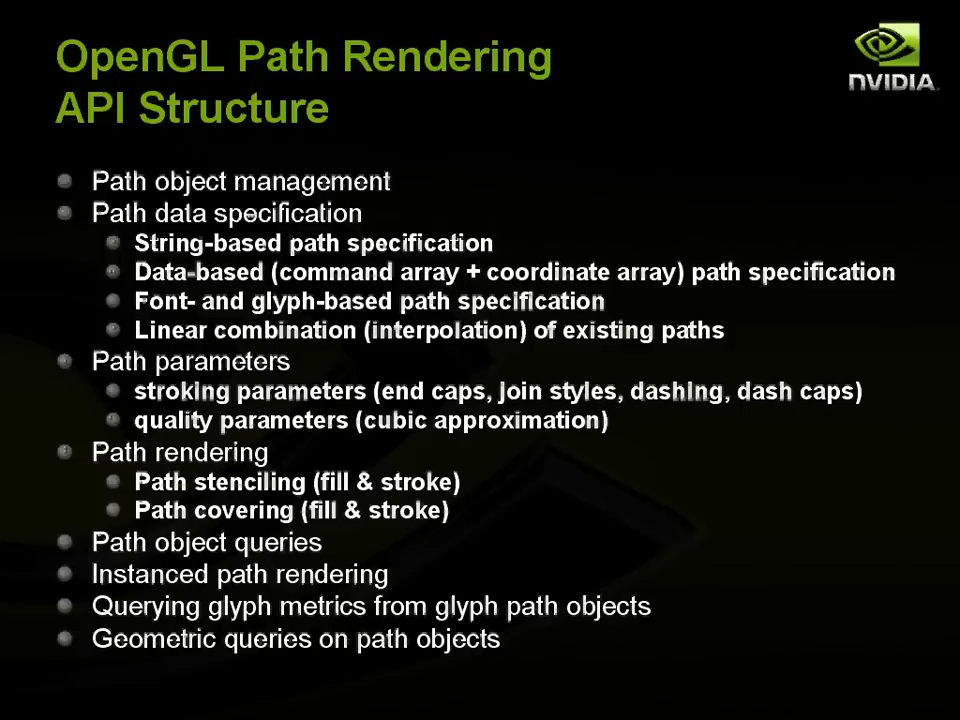 OpenGL Path Rendering
API Structure
NVIDIA.
Path object management
Path data specification
String-based path specification
Data-based (command array + coordinate array) path specification
Font- and glyph-based path specification
Linear combination (interpolation) of existing paths
Path parameters
stroking parameters (end caps, join styles, dashing, dash caps)
quality parameters (cubic approximation)
Path rendering
Path stenciling (fill & stroke)
Path covering (fill & stroke)
Path object queries
Instanced path rendering
Querying glyph metrics from glyph path objects
Geometric queries on path objects